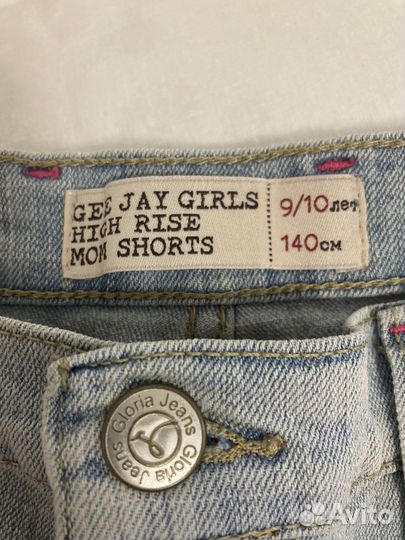 GEE JAY GIRLS
HIGH RISE
MOM SHORTS
9/10лет
140см
Gloria Jeans Gloria Jeans
Avito